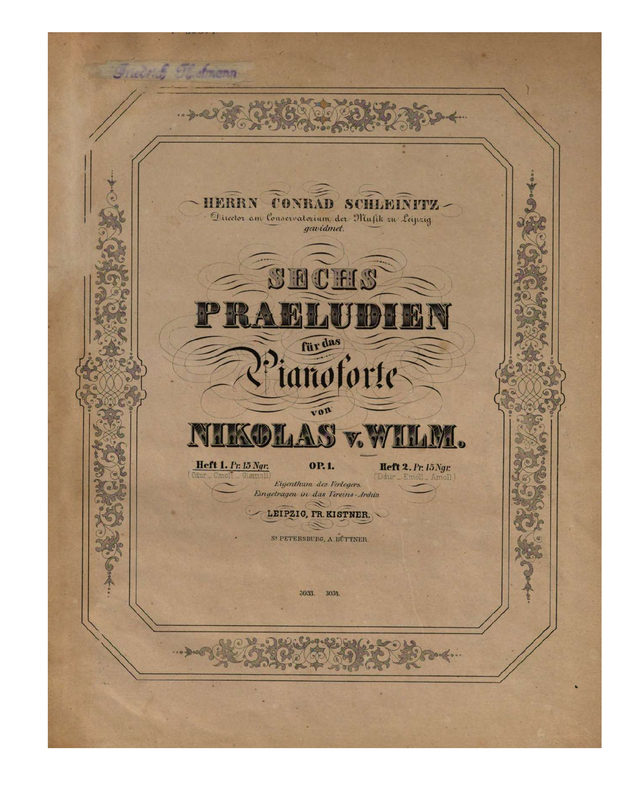 HERRN CONRAD SCHLEINITZ
Director am Conservatorium der Musik zu Leipzig
gewidmet.
SECHS
PRAELUDIEN
für das
Pianoforte
von
NIKOLAS v. WILM.
Heft 1. Pr. 15 Ngr. OP. 1. Heft 2. Pr. 15 Ngr.
Eigenthum des Verlegers.
Eingetragen in das Vereins-Archiv.
LEIPZIG, FR. KISTNER.
St PETERSBURG, A. BÜTTNER.
3033. 3034.